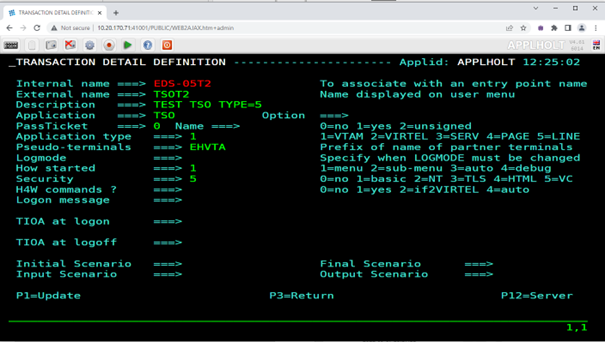 TRANSACTION DETAIL DEFINITI
Not secure | 10.20.170.71:41001/PUBLIC/WEB2AJAX.htm+admin
APPLHOLT
_TRANSACTION DETAIL DEFINITION ---------------------- Applid: APPLHOLT 12:25:02
Internal name ===> EDS-05T2 To associate with an entry point name
External name ===> TSOT2 Name displayed on user menu
Description ===> TEST TSO TYPE=5
Application ===> TSO Option ===>
PassTicket ===> 0 Name ===> 0=no 1=yes 2=unsigned
Application type ===> 1 1=VTAM 2=VIRTEL 3=SERV 4=PAGE 5=LINE
Pseudo-terminals ===> EHVTA Prefix of name of partner terminals
Logmode ===> Specify when LOGMODE must be changed
How started ===> 1 1=menu 2=sub-menu 3=auto 4=debug
Security ===> 5 0=no 1=basic 2=NT 3=TLS 4=HTML 5=VC
H4W commands ? ===> 0=no 1=yes 2=if2VIRTEL 4=auto
Logon message ===>
TIOA at logon ===>
TIOA at logoff ===>
Initial Scenario ===> Final Scenario ===>
Input Scenario ===> Output Scenario ===>
P1=Update P3=Return P12=Server
1,1